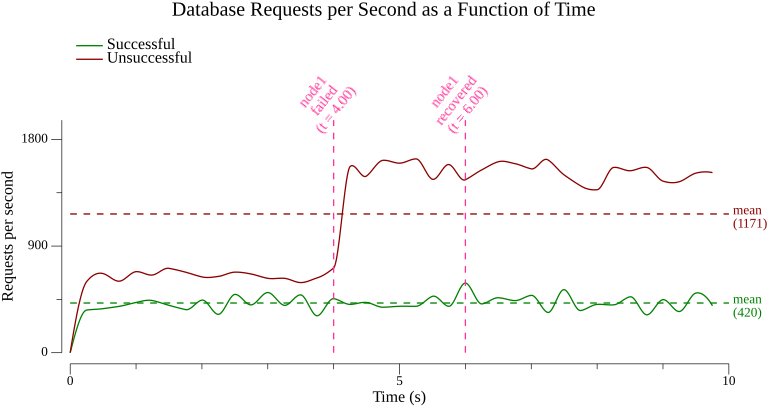 Database Requests per Second as a Function of Time
Successful
Unsuccessful
node1
failed
(t = 4.00)
node1
recovered
(t = 6.00)
1800
900
0
Requests per second
mean
(1171)
mean
(420)
0
5
10
Time (s)